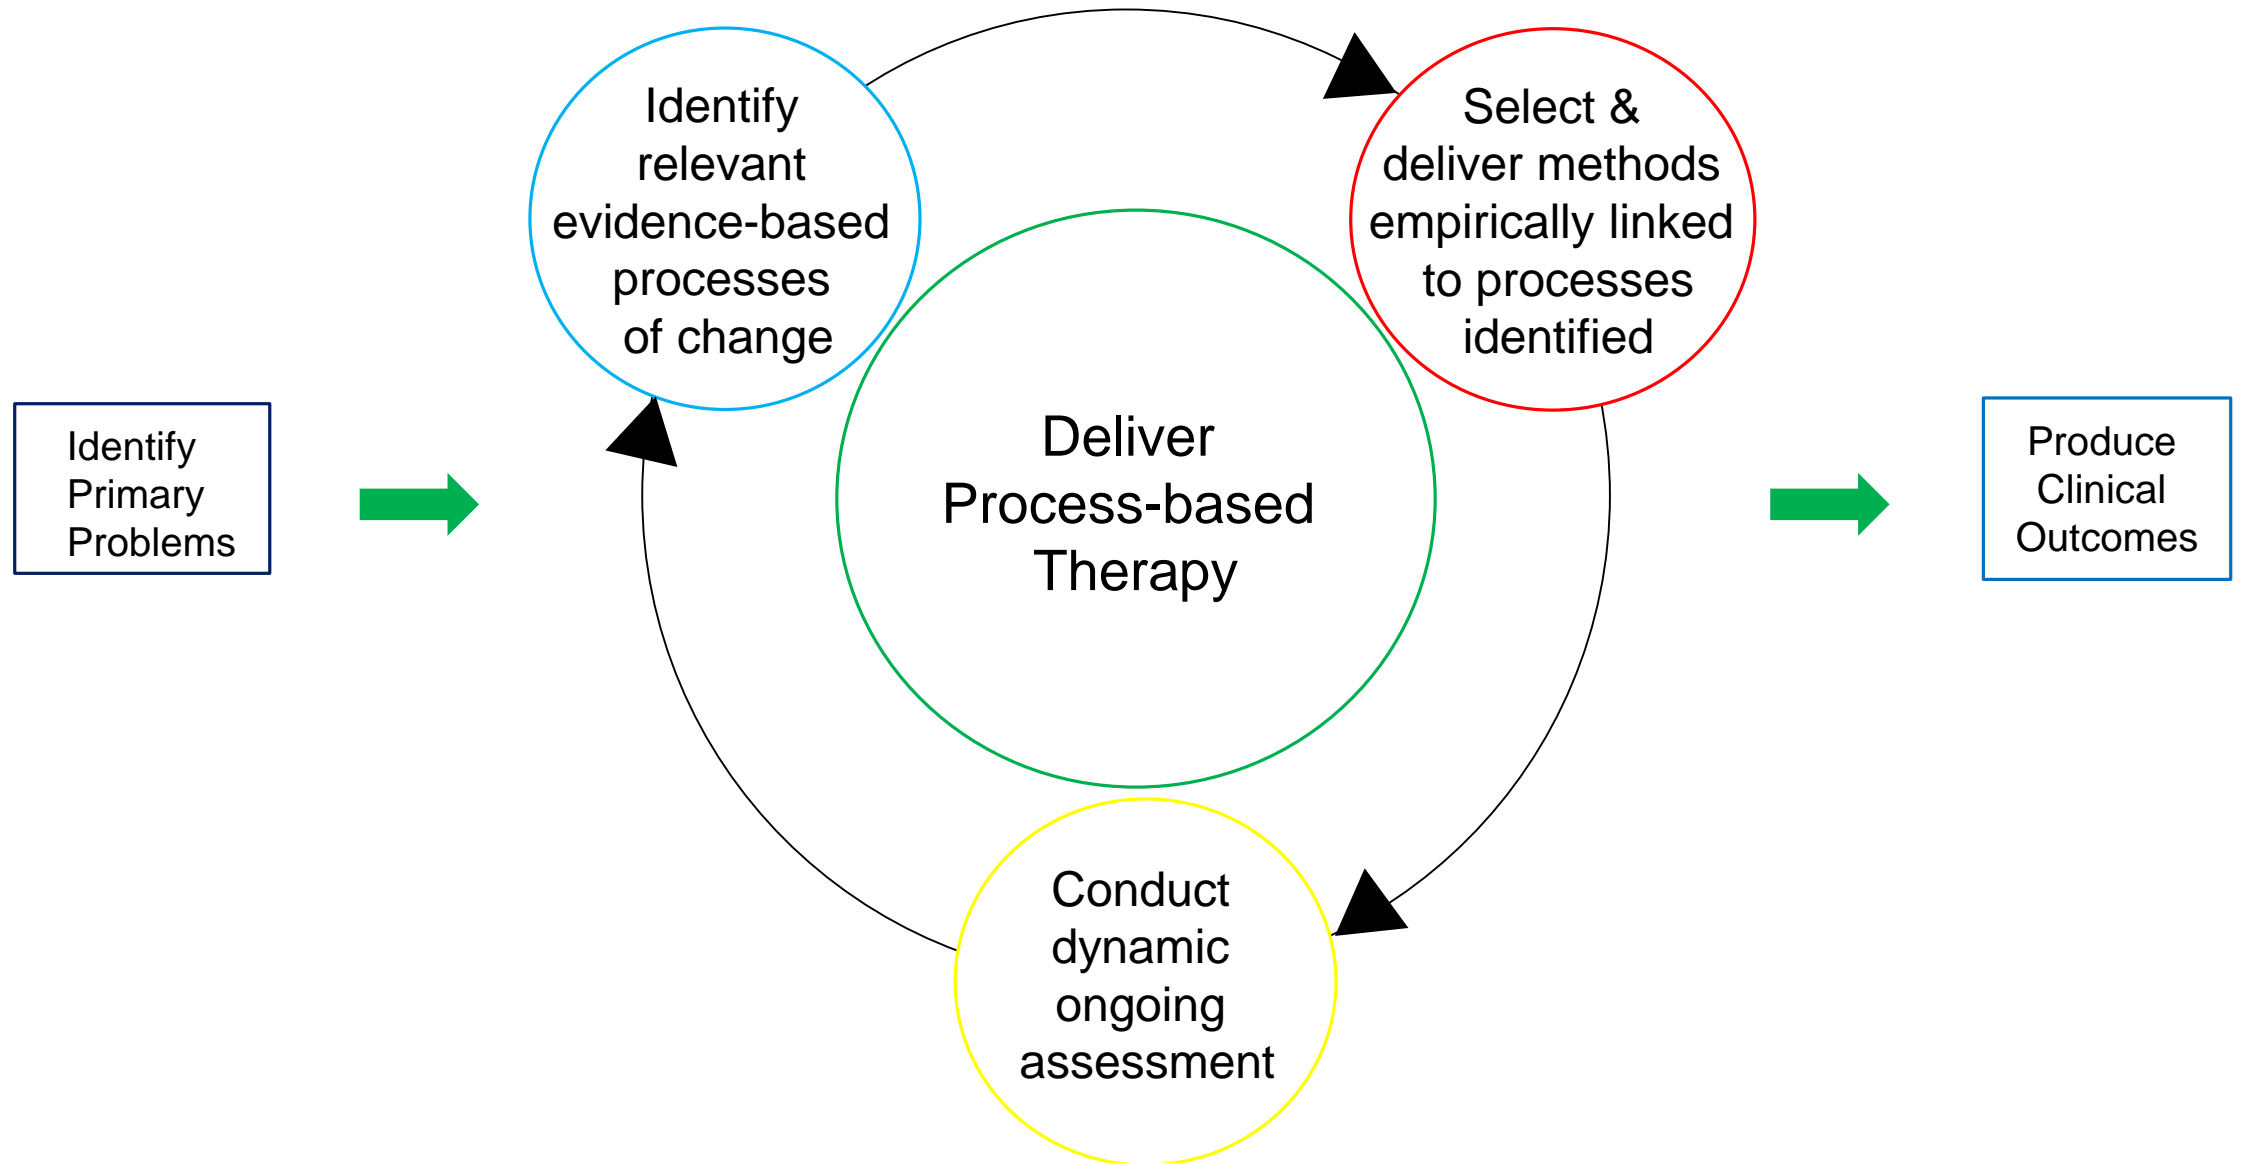 Identify
Primary
Problems
Identify
relevant
evidence-based
processes
of change
Select &
deliver methods
empirically linked
to processes
identified
Deliver
Process-based
Therapy
Conduct
dynamic
ongoing
assessment
Produce
Clinical
Outcomes